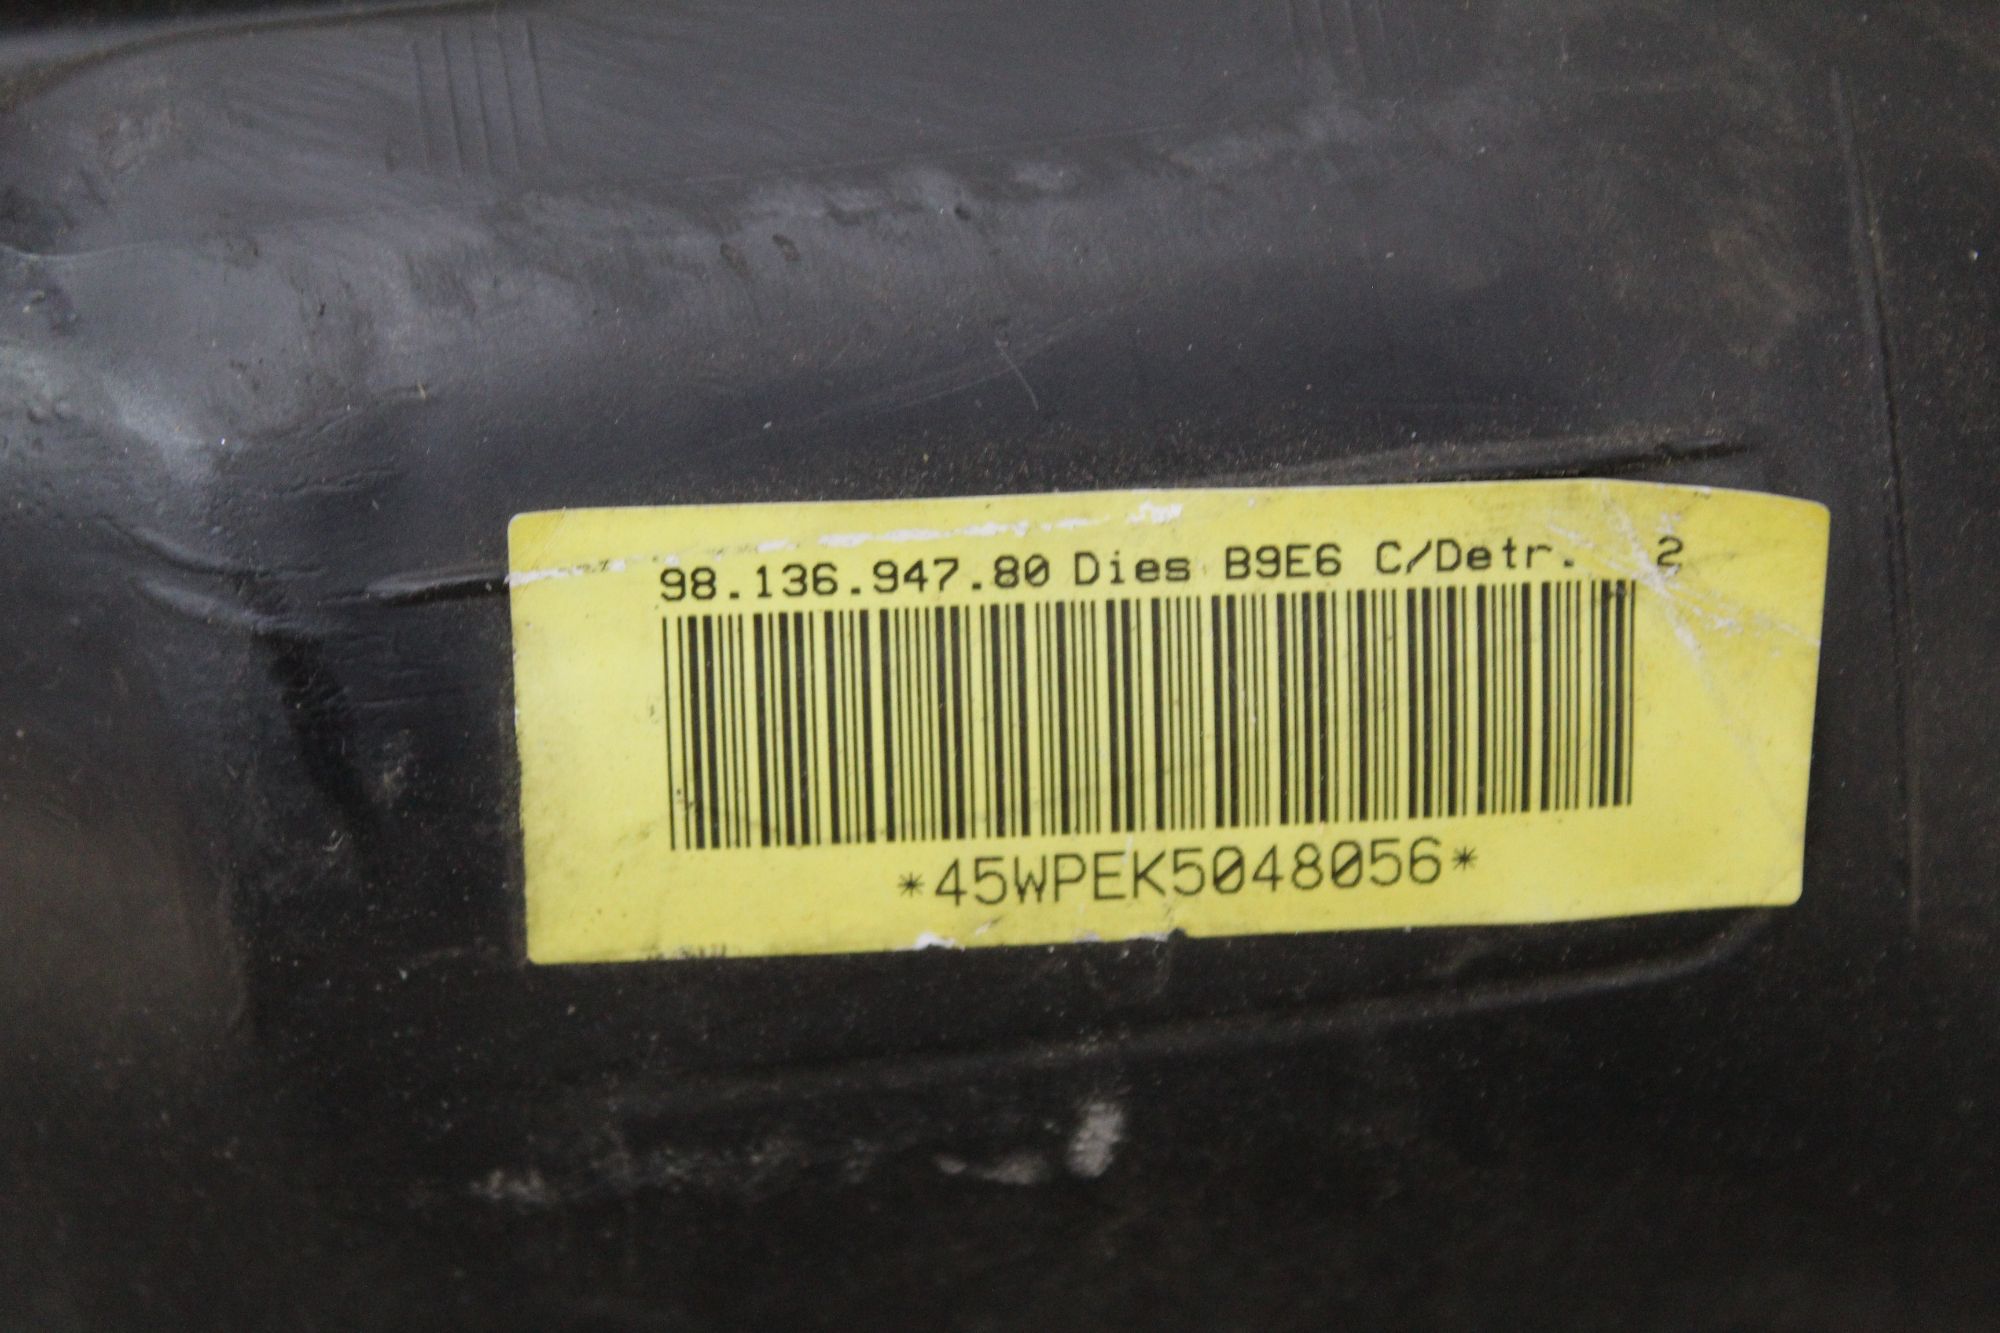 98.136.947.80 Dies B9E6 C/Detr. 2
*45WPEK5048056*